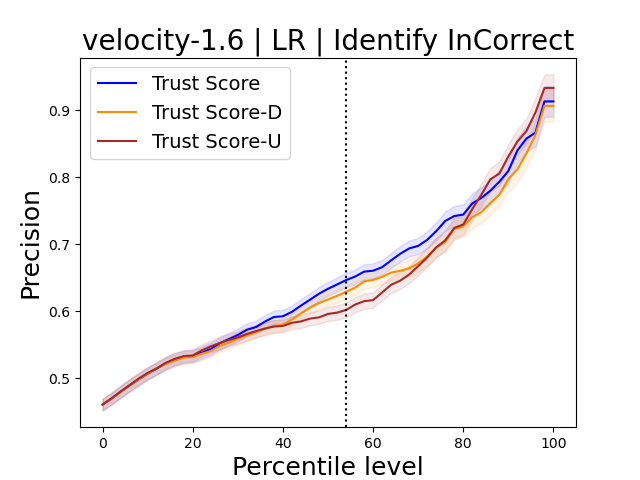 velocity-1.6 | LR | Identify InCorrect
Trust Score
Trust Score-D
Trust Score-U
Precision
0.9
0.8
0.7
0.6
0.5
0 20 40 60 80 100
Percentile level